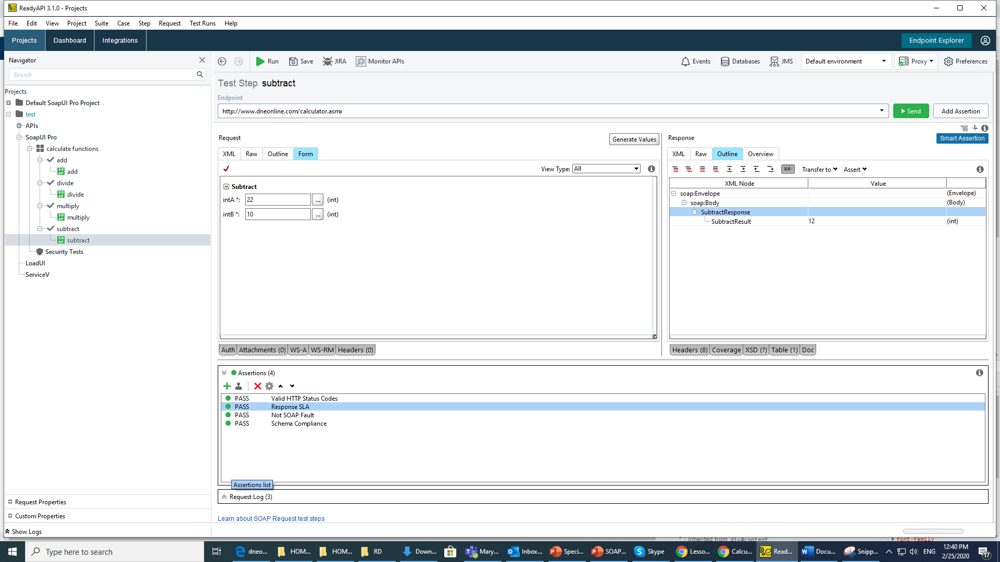 ReadyAPI 3.1.0 - Projects
File Edit View Project Suite Case Step Request Test Runs Help
Projects Dashboard Integrations Endpoint Explorer
Navigator
Search
Projects
Default SoapUI Pro Project
test
APIs
SoapUI Pro
calculate functions
add
add
divide
divide
multiply
multiply
subtract
subtract
Security Tests
LoadUI
ServiceV
Request Properties
Custom Properties
Show Logs
Run Save JIRA Monitor APIs Events Databases JMS Default environment Proxy Preferences
Test Step subtract
Endpoint
http://www.dneonline.com/calculator.asmx Send Add Assertion
Request Generate Values
XML Raw Outline Form
View Type: All
Subtract
intA *: 22 ... (int)
intB *: 10 ... (int)
Auth Attachments (0) WS-A WS-RM Headers (0)
Response Smart Assertion
XML Raw Outline Overview
XS: Transfer to Assert
XML Node Value
soap:Envelope (Envelope)
soap:Body (Body)
SubtractResponse
SubtractResult 12 (int)
Headers (8) Coverage XSD (?) Table (1) Doc
Assertions (4)
PASS Valid HTTP Status Codes
PASS Response SLA
PASS Not SOAP Fault
PASS Schema Compliance
Assertions list
Request Log (3)
Learn about SOAP Request test steps
Inherited from div#content font-family
Type here to search dneo... HOM... HOM... RD Down... Mary... Inbox... Speci... SOAP... Skype Lesso... Calcu... Read... Docu... Snipp... ENG 12:40 PM
2/25/2020 17